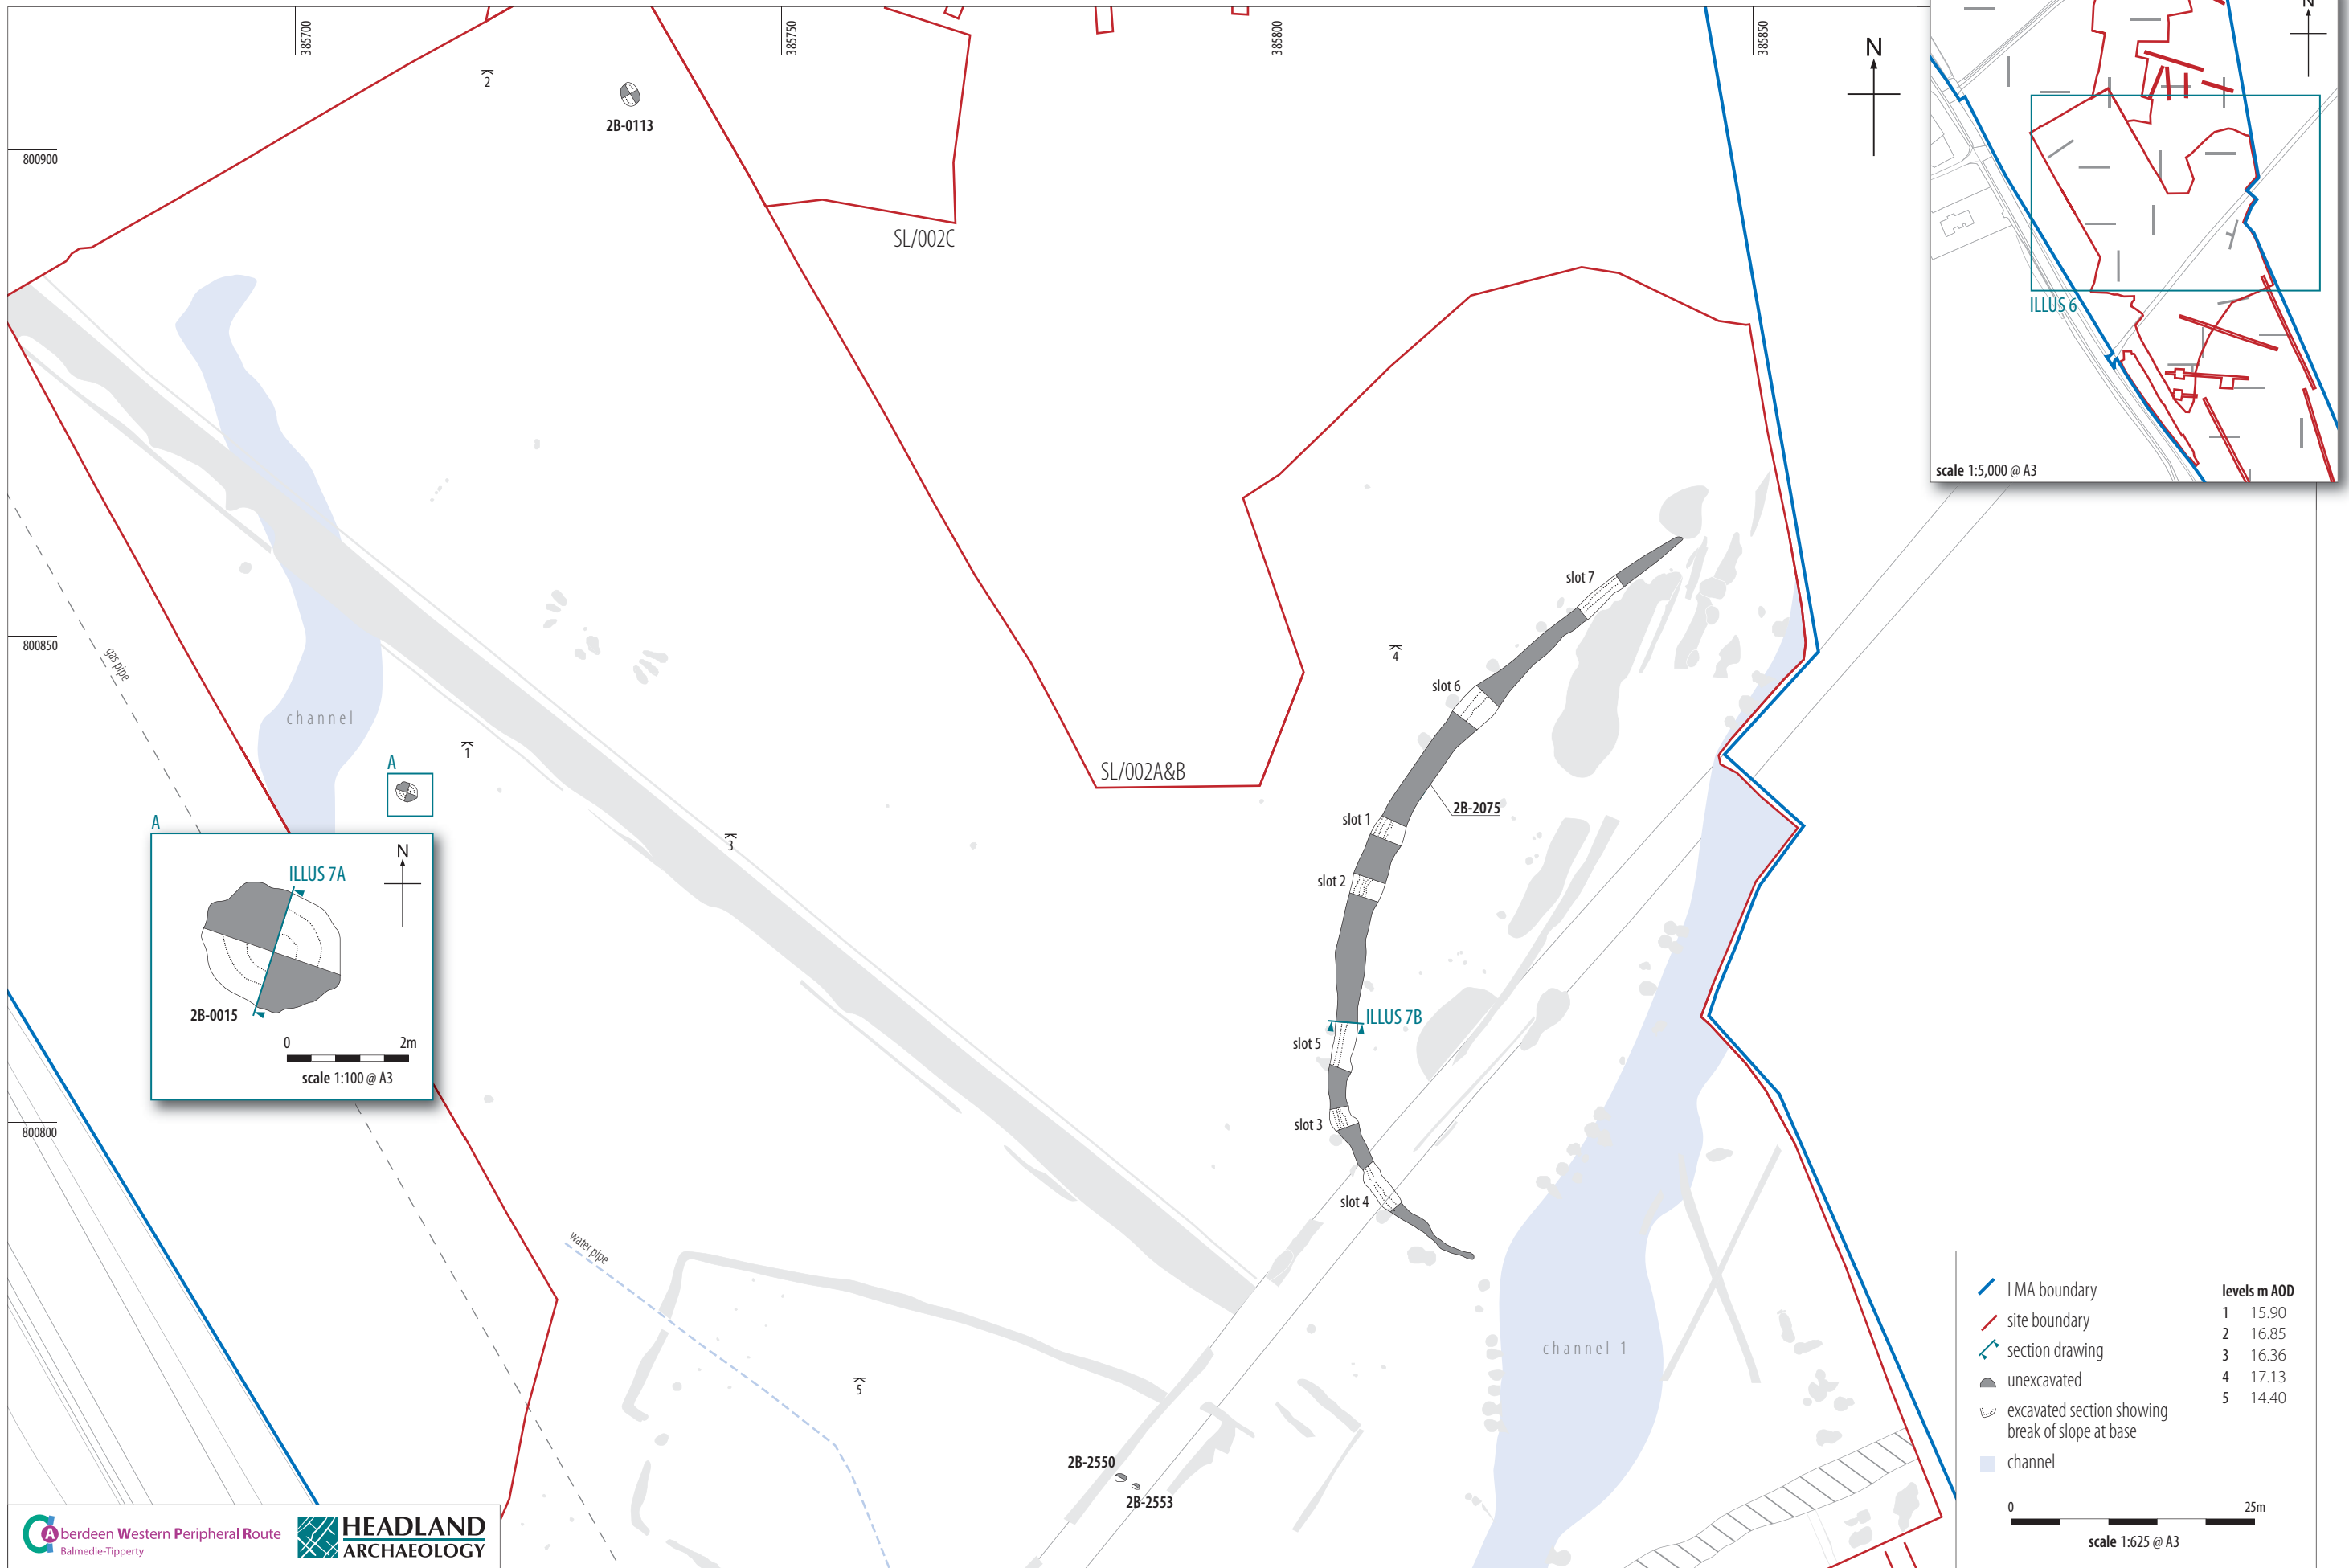 385700
385750
385800
385850
N
N
2
2B-0113
800900
SL/002C
ILLUS 6
scale 1:5,000 @ A3
slot 7
800850
gas pipe
4
slot 6
channel
1
A
SL/002A&B
2B-2075
slot 1
A
3
N
ILLUS 7A
slot 2
2B-0015
0 2m
scale 1:100 @ A3
ILLUS 7B
slot 5
800800
slot 3
slot 4
water pipe
channel 1
5
2B-2550
2B-2553
LMA boundary
site boundary
section drawing
unexcavated
excavated section showing
break of slope at base
channel
levels m AOD
1 15.90
2 16.85
3 16.36
4 17.13
5 14.40
0 25m
scale 1:625 @ A3
Aberdeen Western Peripheral Route
Balmedie-Tipperty
HEADLAND
ARCHAEOLOGY